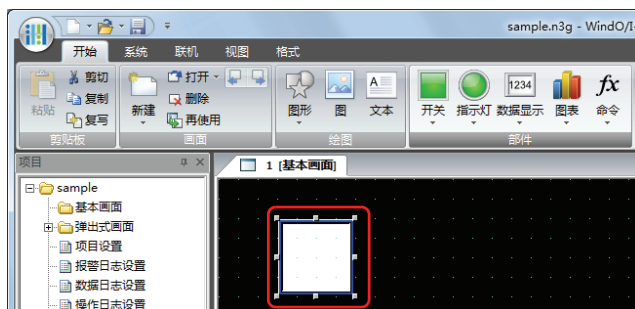 sample.n3g - WindO/I-
开始 系统 联机 视图 格式
粘贴 剪切 复制 复写
剪贴板
新建 打开 删除 再使用
画面
图形 图 A 文本
绘图
开关 指示灯 1234 数据显示 图表 fx 命令
部件
项目
1 [基本画面]
sample
基本画面
弹出式画面
项目设置
报警日志设置
数据日志设置
操作日志设置